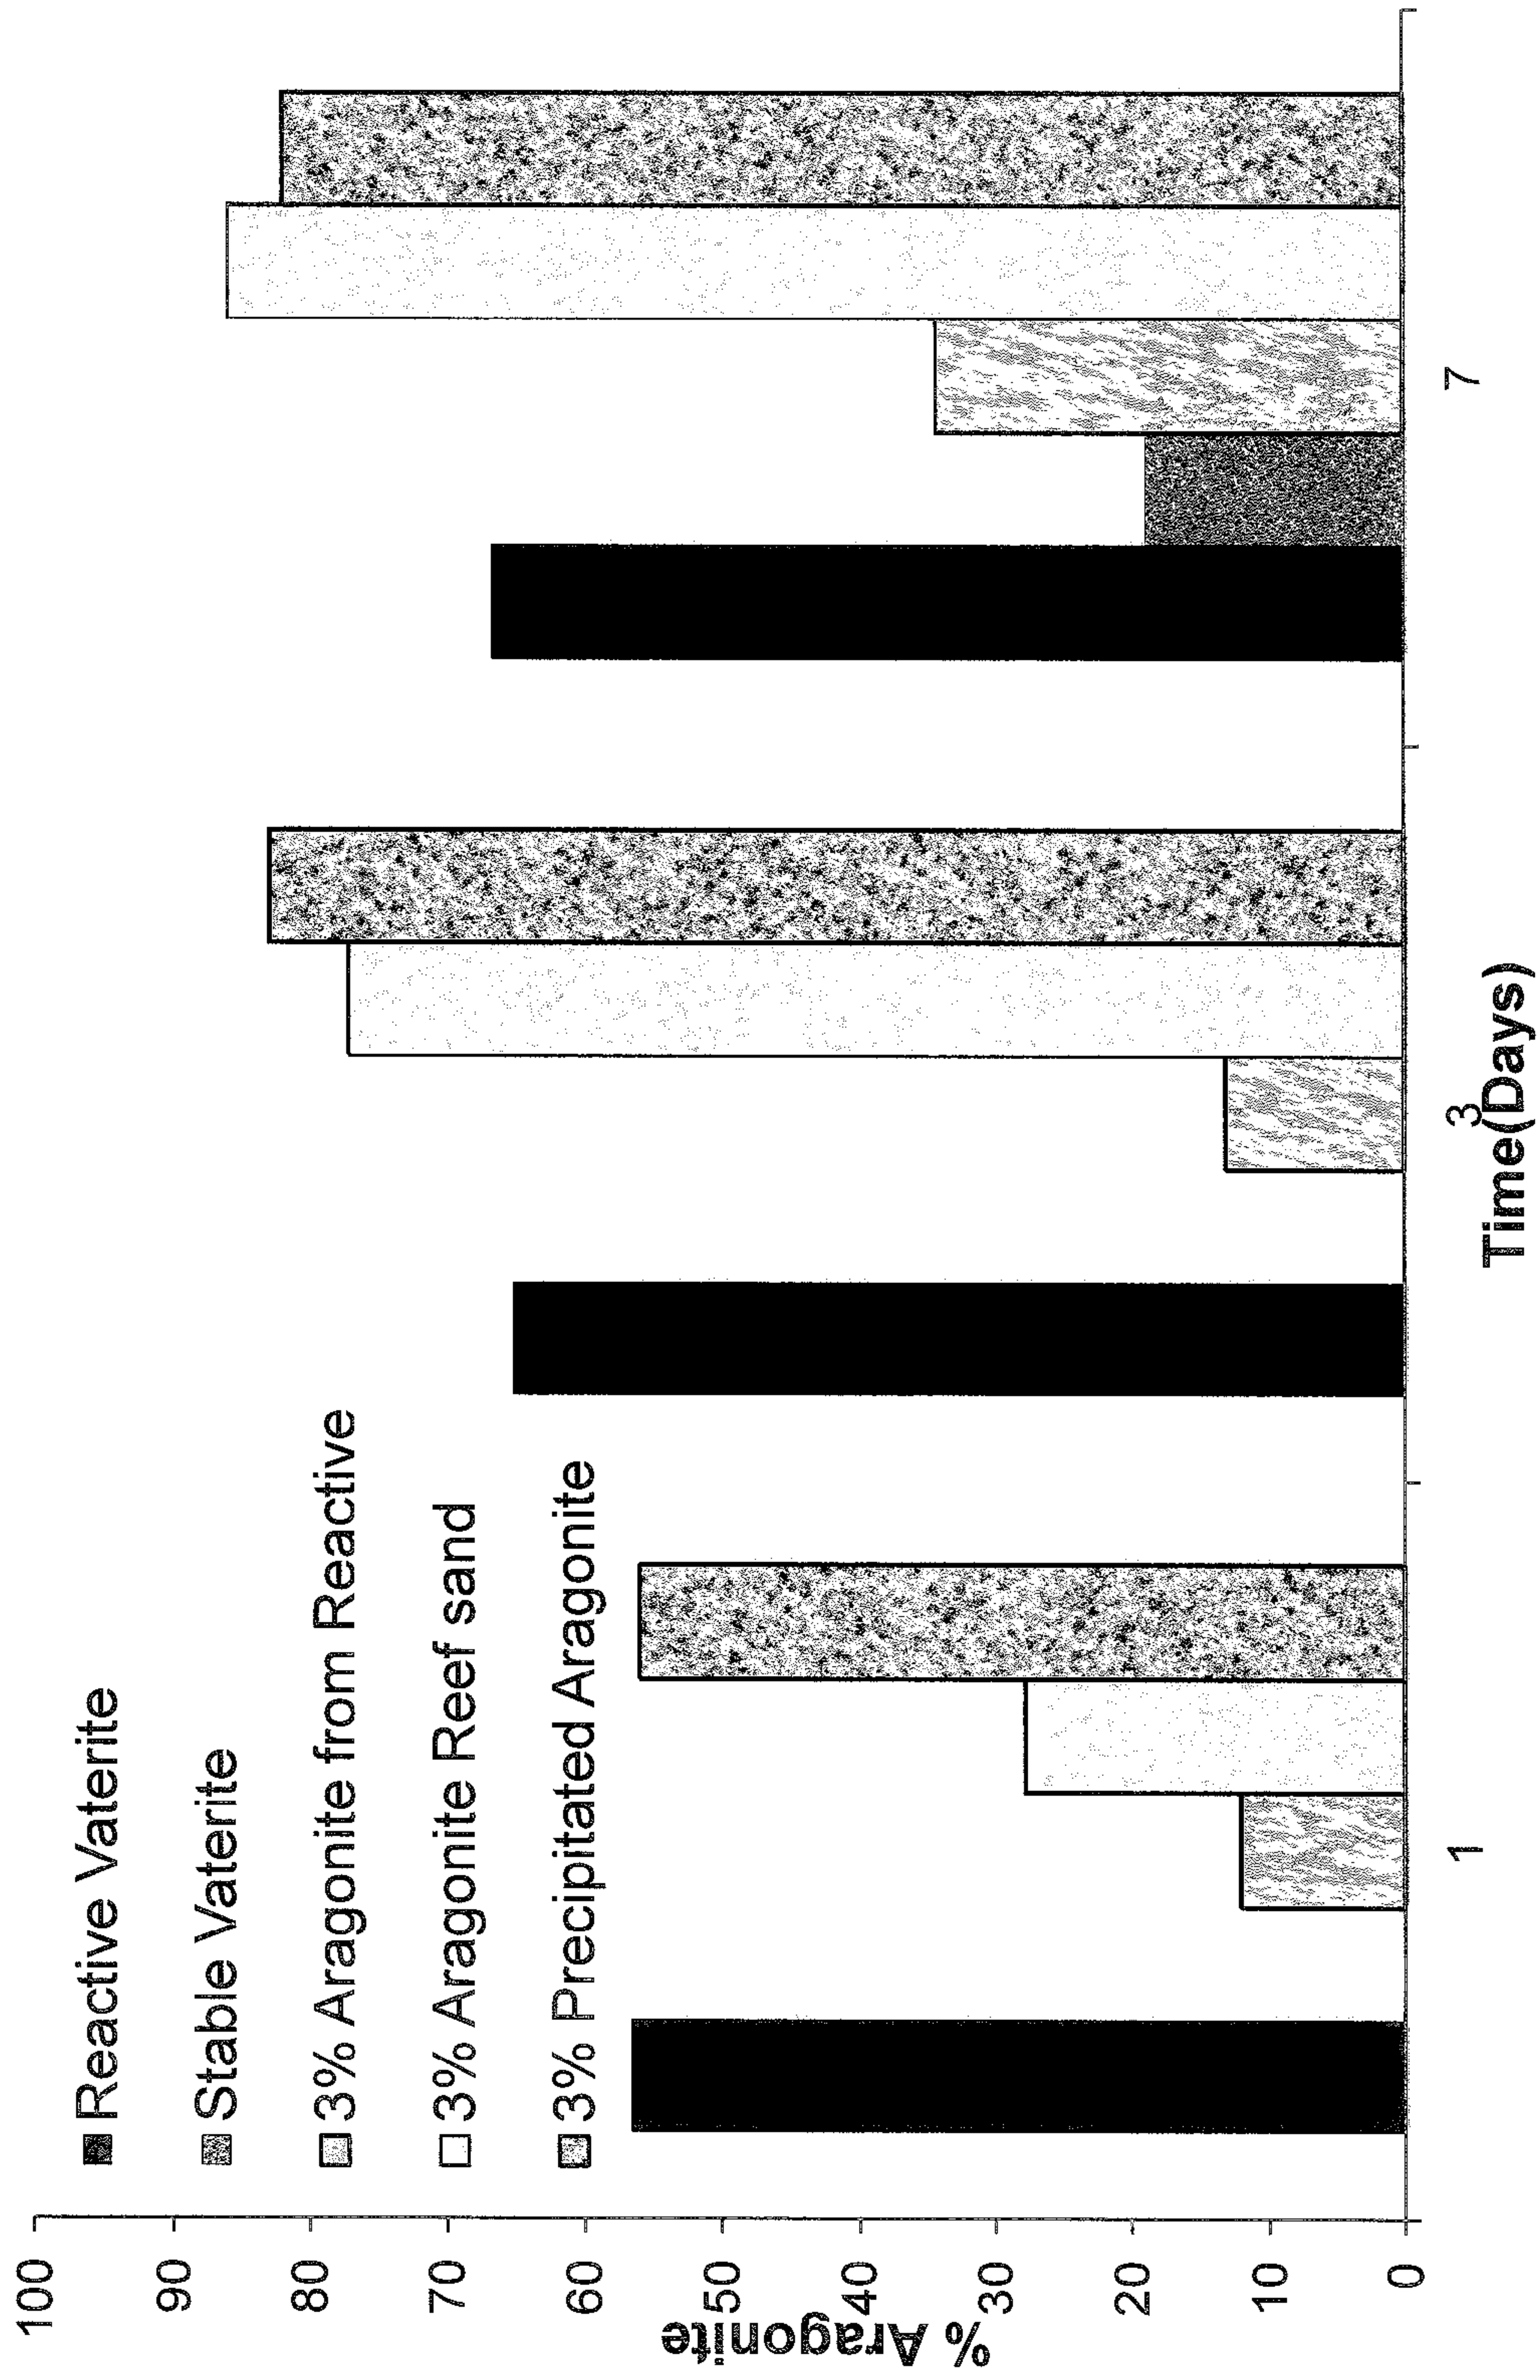 Reactive Vaterite
Stable Vaterite
3% Aragonite from Reactive
3% Aragonite Reef sand
3% Precipitated Aragonite
% Aragonite
100
90
80
70
60
50
40
30
20
10
0
1
3
7
Time(Days)